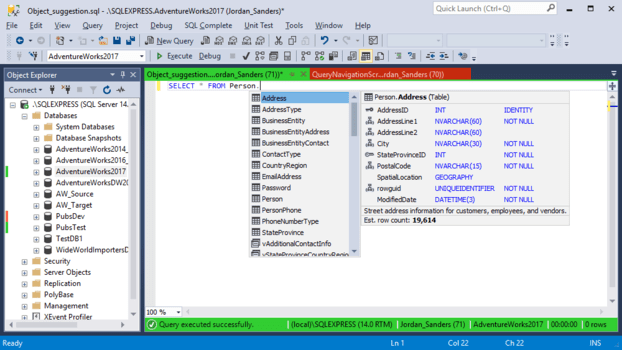 Object_suggestion.sql - .\SQLEXPRESS.AdventureWorks2017 (Jordan_Sanders (71))*
Quick Launch (Ctrl+Q)
File Edit View Query Project Debug SQL Complete Unit Test Tools Window Help
New Query
AdventureWorks2017
Execute Debug
Object Explorer
Object_suggestion....ordan_Sanders (71))*
QueryNavigationScr...rdan_Sanders (70))
Connect
SELECT * FROM Person.
.\SQLEXPRESS (SQL Server 14.
Databases
System Databases
Database Snapshots
AdventureWorks2014_
AdventureWorks2016_
AdventureWorks2017
AdventureWorksDW20
AW_Source
AW_Target
PubsDev
PubsTest
TestDB1
WideWorldImportersD
Security
Server Objects
Replication
PolyBase
Management
XEvent Profiler
Address
AddressType
BusinessEntity
BusinessEntityAddress
BusinessEntityContact
ContactType
CountryRegion
EmailAddress
Password
Person
PersonPhone
PhoneNumberType
StateProvince
vAdditionalContactInfo
vStateProvinceCountryRegio
Person.Address (Table)
AddressID INT IDENTITY
AddressLine1 NVARCHAR(60) NOT NULL
AddressLine2 NVARCHAR(60)
City NVARCHAR(30) NOT NULL
StateProvinceID INT NOT NULL
PostalCode NVARCHAR(15) NOT NULL
SpatialLocation GEOGRAPHY
rowguid UNIQUEIDENTIFIER NOT NULL
ModifiedDate DATETIME(3) NOT NULL
Street address information for customers, employees, and vendors.
Est. row count: 19,614
100 %
Query executed successfully. (local)\SQLEXPRESS (14.0 RTM) Jordan_Sanders (71) AdventureWorks2017 00:00:00 0 rows
Ready Ln 1 Col 22 Ch 22 INS